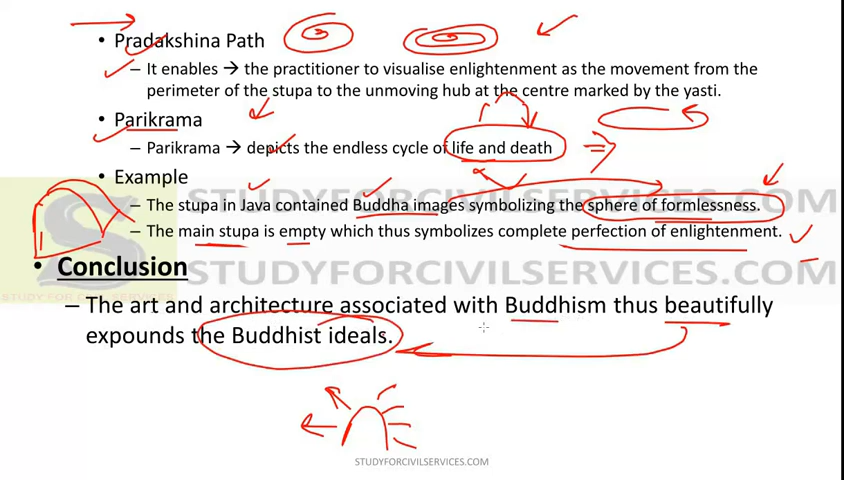 • Pradakshina Path
– It enables → the practitioner to visualise enlightenment as the movement from the
perimeter of the stupa to the unmoving hub at the centre marked by the yasti.
• Parikrama
– Parikrama → depicts the endless cycle of life and death
• Example
– The stupa in Java contained Buddha images symbolizing the sphere of formlessness.
– The main stupa is empty which thus symbolizes complete perfection of enlightenment.
STUDYFORCIVILSERVICES.COM
STUDYFORCIVILSERVICES.COM
STUDYFORCIVILSERVICES.COM
• Conclusion
– The art and architecture associated with Buddhism thus beautifully
expounds the Buddhist ideals.
STUDYFORCIVILSERVICES.COM